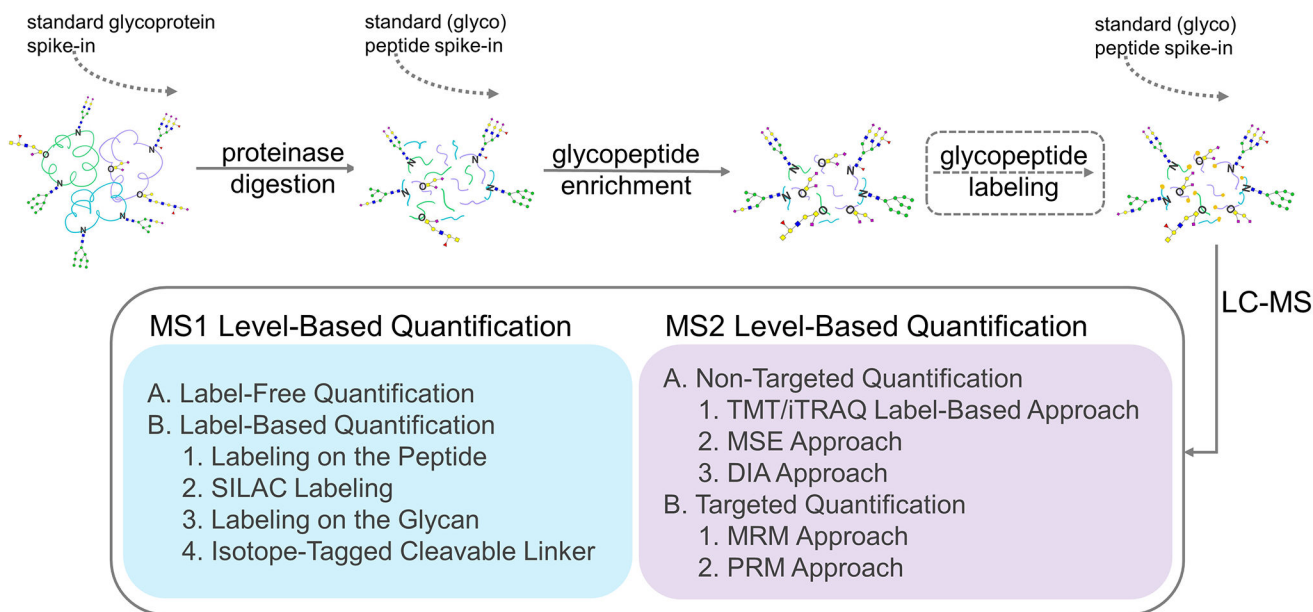 standard glycoprotein
spike-in
standard (glyco)
peptide spike-in
standard (glyco)
peptide spike-in
proteinase
digestion
glycopeptide
enrichment
glycopeptide
labeling
N
O
N
O
N
O
N
N
N
N
O
N
O
N
N
O
N
O
N
O
O
N
O
N
O
N
O
O
LC-MS
MS1 Level-Based Quantification
A. Label-Free Quantification
B. Label-Based Quantification
1. Labeling on the Peptide
2. SILAC Labeling
3. Labeling on the Glycan
4. Isotope-Tagged Cleavable Linker
MS2 Level-Based Quantification
A. Non-Targeted Quantification
1. TMT/iTRAQ Label-Based Approach
2. MSE Approach
3. DIA Approach
B. Targeted Quantification
1. MRM Approach
2. PRM Approach